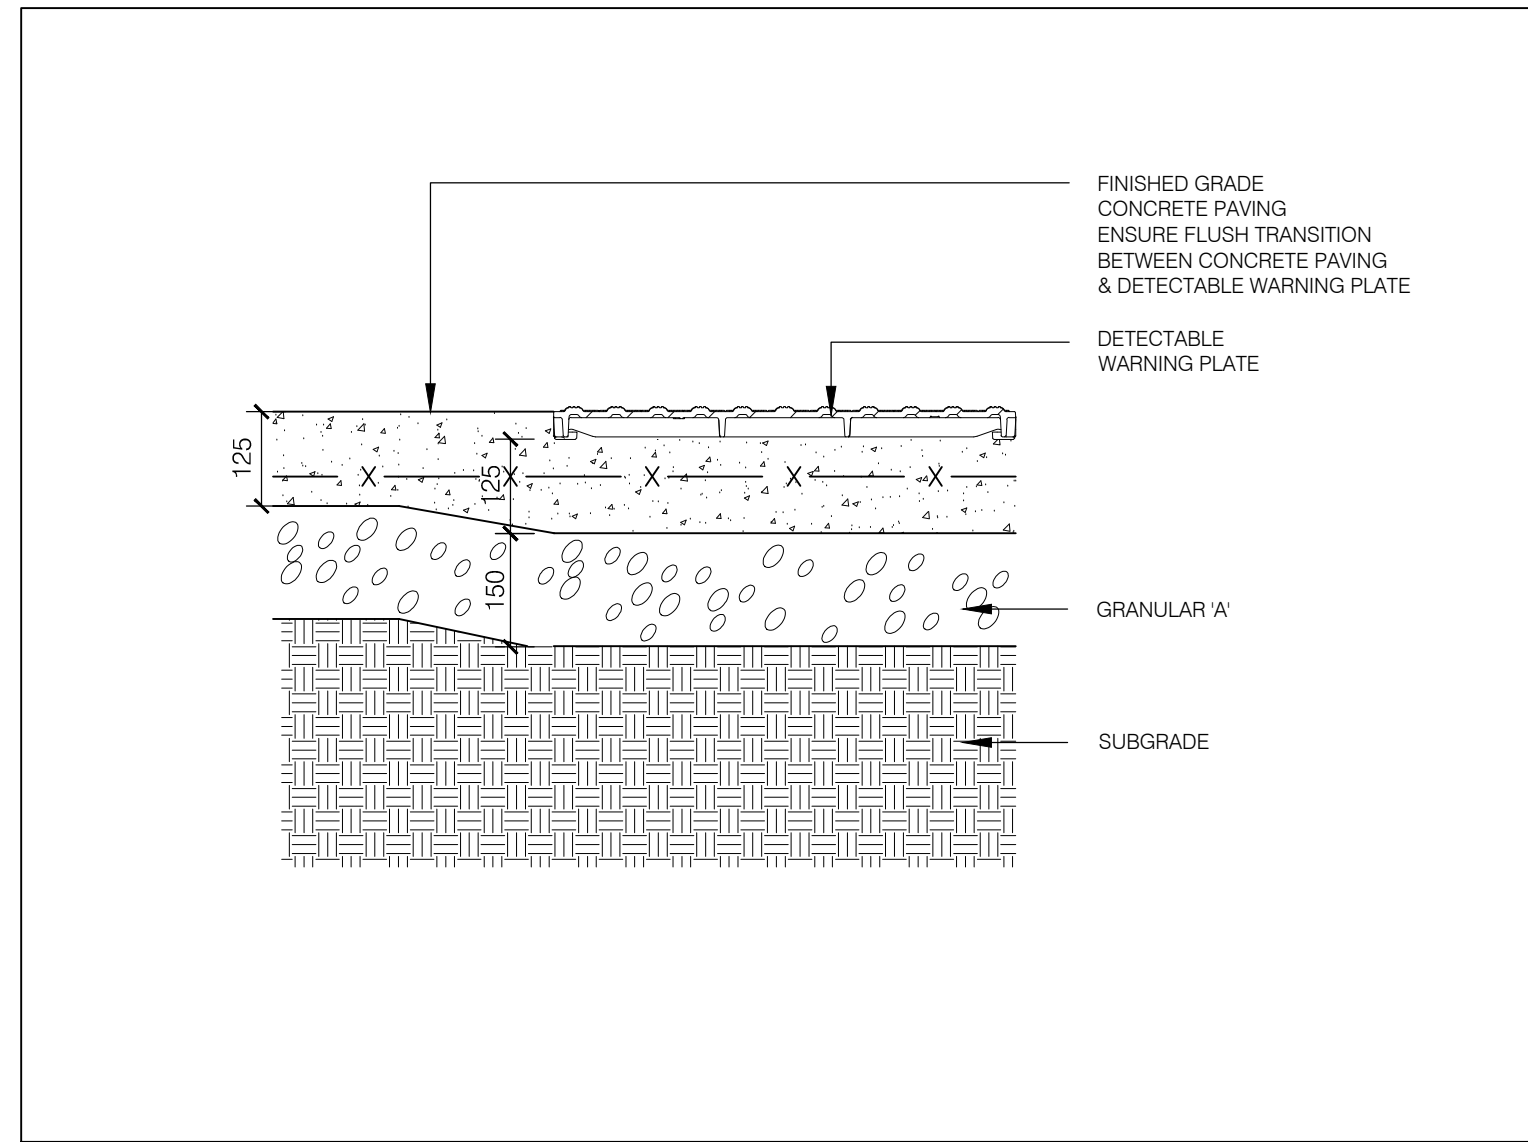 FINISHED GRADE
CONCRETE PAVING
ENSURE FLUSH TRANSITION
BETWEEN CONCRETE PAVING
& DETECTABLE WARNING PLATE
DETECTABLE
WARNING PLATE
125
125
150
GRANULAR 'A'
SUBGRADE